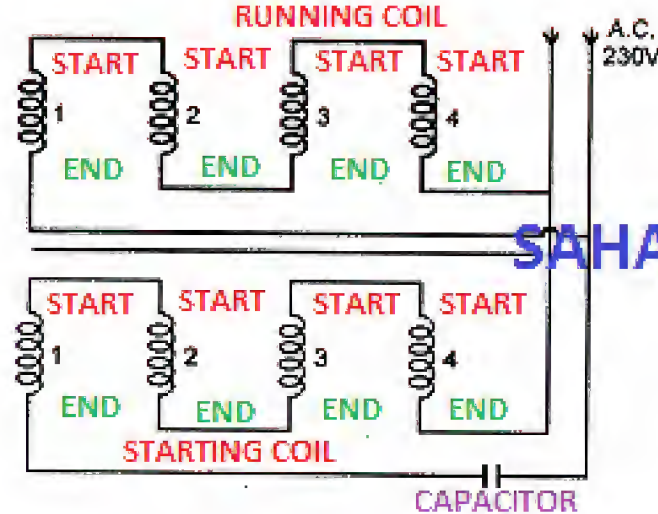 RUNNING COIL
A.C.
230V
START START START START
1 2 3 4
END END END END
SAHA
START START START START
1 2 3 4
END END END END
STARTING COIL
CAPACITOR